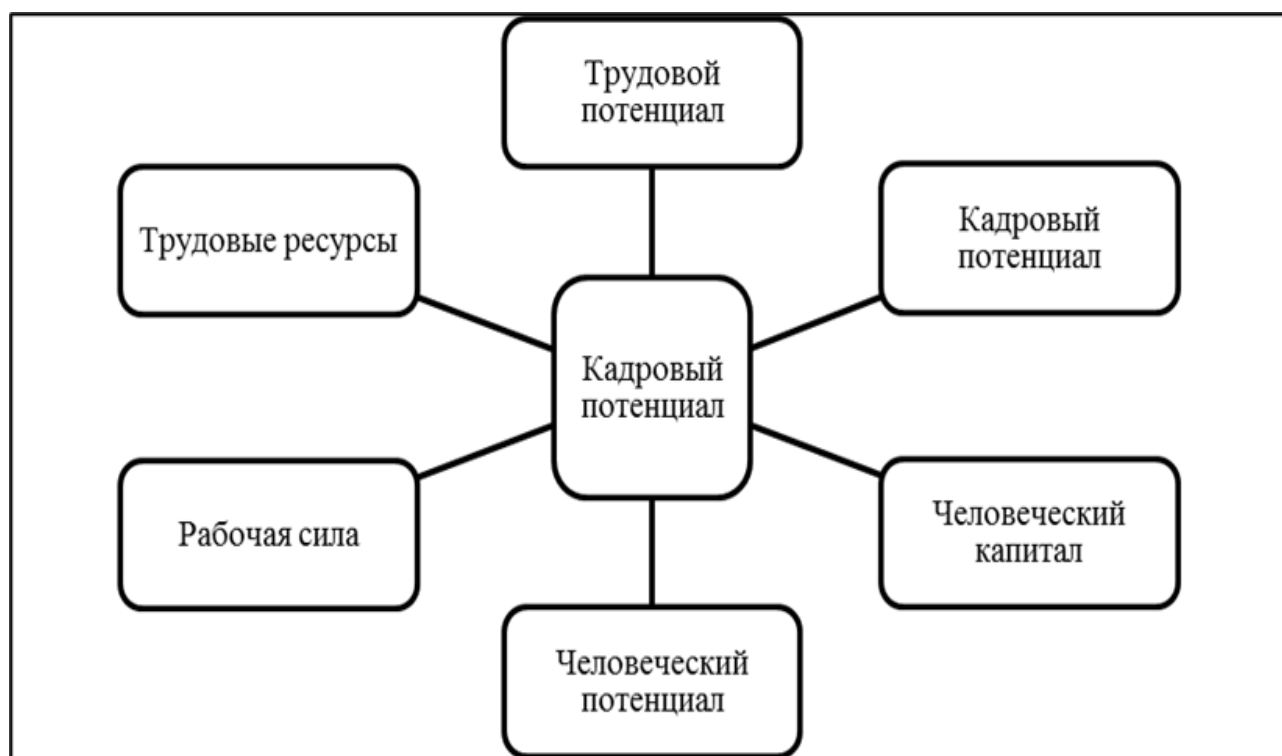 Трудовой
потенциал
Трудовые ресурсы
Кадровый
потенциал
Кадровый
потенциал
Рабочая сила
Человеческий
капитал
Человеческий
потенциал